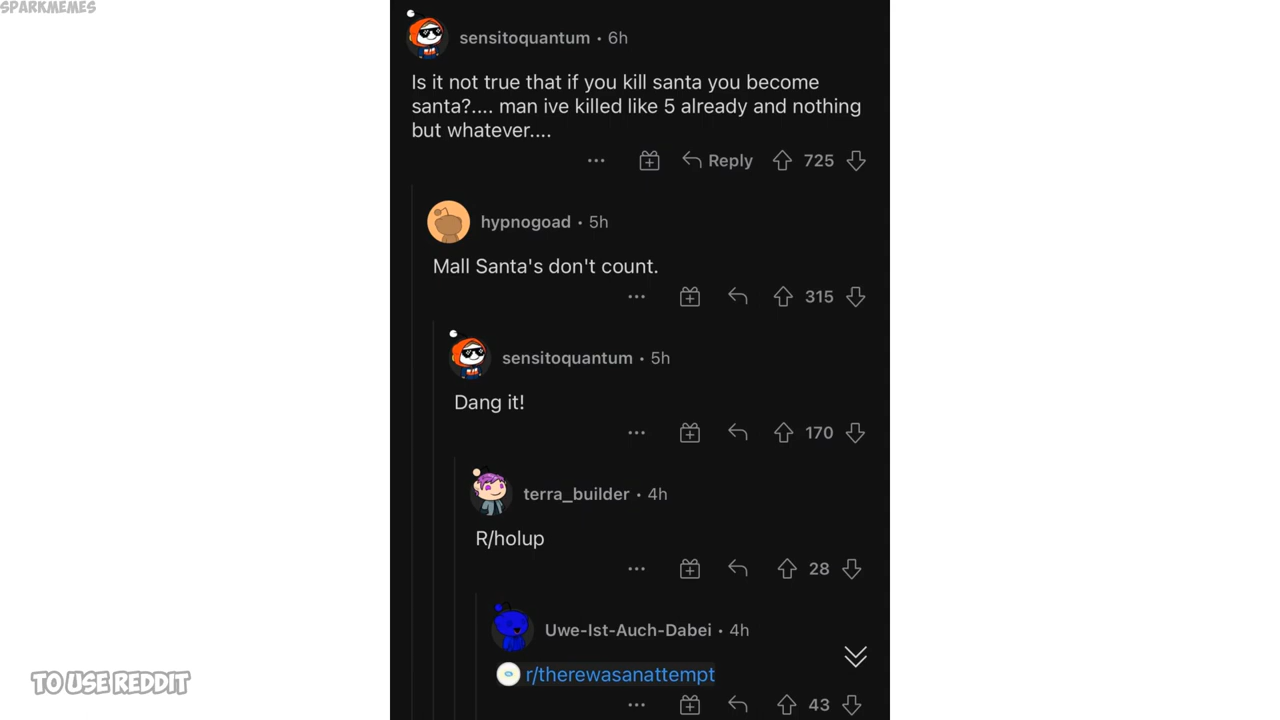 SPARKMEMES
sensitoquantum • 6h
Is it not true that if you kill santa you become
santa?.... man ive killed like 5 already and nothing
but whatever....
Reply 725
hypnogoad • 5h
Mall Santa's don't count.
315
sensitoquantum • 5h
Dang it!
170
terra_builder • 4h
R/holup
28
Uwe-Ist-Auch-Dabei • 4h
r/therewasanattempt
43
TO USE REDDIT